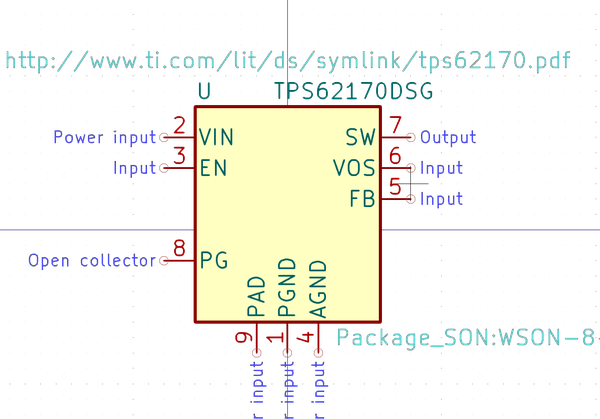 http://www.ti.com/lit/ds/symlink/tps62170.pdf
U TPS62170DSG
Power input 2 VIN SW 7 Output
Input 3 EN VOS 6 Input
FB 5 Input
Open collector 8 PG
PAD PGND AGND
9 1 4
Package_SON:WSON-8-
r input r input r input